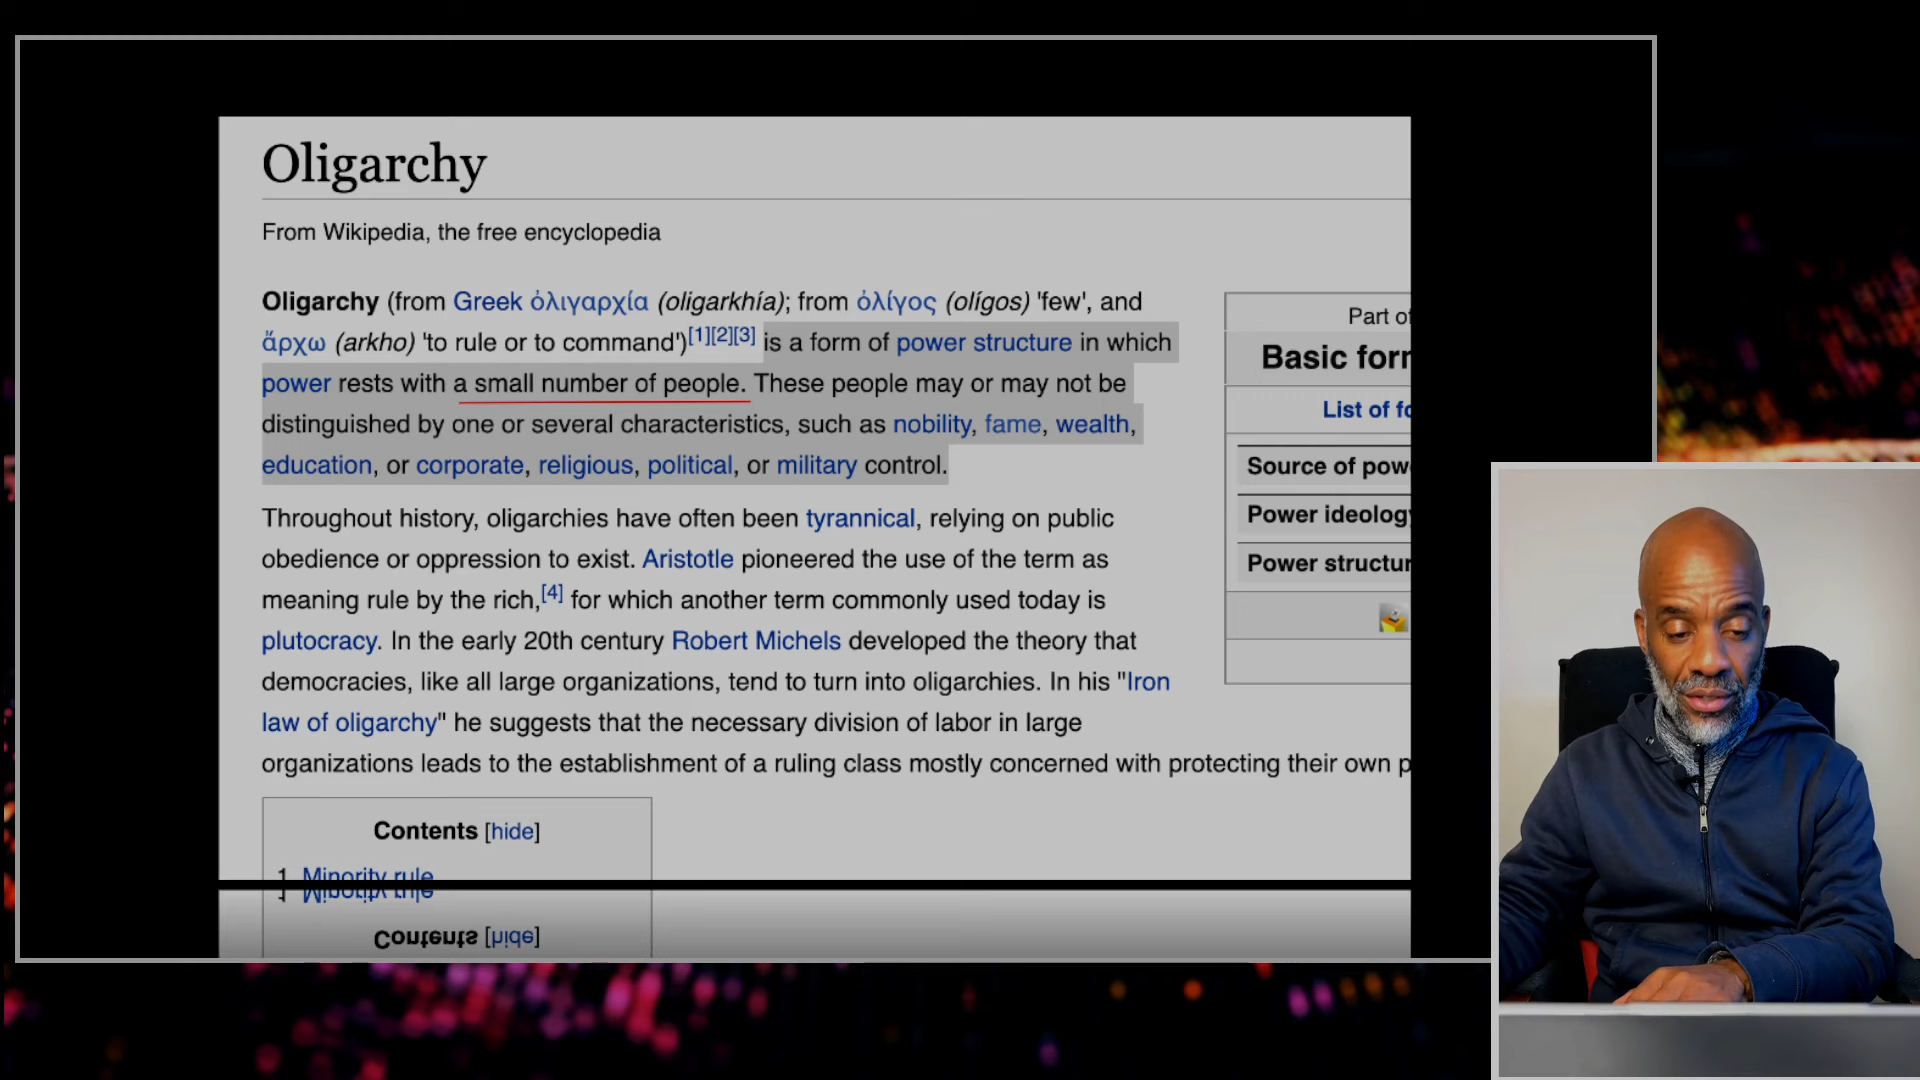 Oligarchy
From Wikipedia, the free encyclopedia
Oligarchy (from Greek ὀλιγαρχία (oligarkhía); from ὀλίγος (olígos) 'few', and
ἄρχω (arkho) 'to rule or to command')[1][2][3] is a form of power structure in which
power rests with a small number of people. These people may or may not be
distinguished by one or several characteristics, such as nobility, fame, wealth,
education, or corporate, religious, political, or military control.
Throughout history, oligarchies have often been tyrannical, relying on public
obedience or oppression to exist. Aristotle pioneered the use of the term as
meaning rule by the rich,[4] for which another term commonly used today is
plutocracy. In the early 20th century Robert Michels developed the theory that
democracies, like all large organizations, tend to turn into oligarchies. In his "Iron
law of oligarchy" he suggests that the necessary division of labor in large
organizations leads to the establishment of a ruling class mostly concerned with protecting their own p
Part of
Basic for
List of fo
Source of pow
Power ideology
Power structur
Contents [hide]
1 Minority rule
1 Minority rule
Contents [hide]